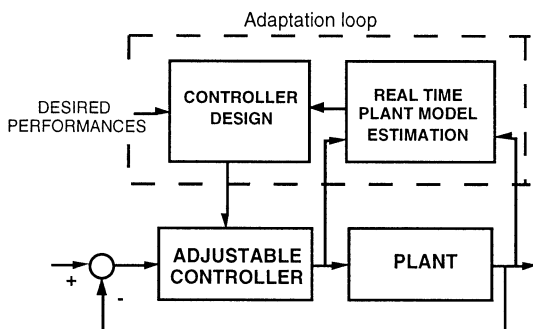 Adaptation loop
DESIRED
PERFORMANCES
CONTROLLER
DESIGN
REAL TIME
PLANT MODEL
ESTIMATION
+
-
ADJUSTABLE
CONTROLLER
PLANT